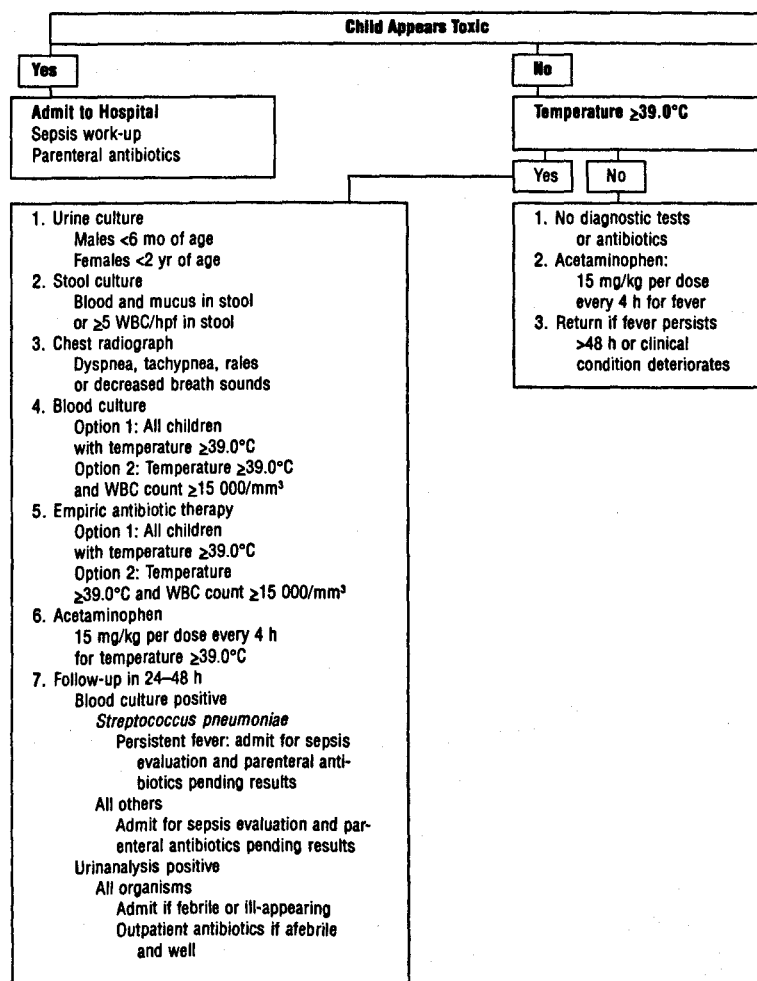 Child Appears Toxic
Yes
No
Admit to Hospital
Sepsis work-up
Parenteral antibiotics
Temperature ≥39.0°C
Yes
No
1. Urine culture
Males <6 mo of age
Females <2 yr of age
2. Stool culture
Blood and mucus in stool
or ≥5 WBC/hpf in stool
3. Chest radiograph
Dyspnea, tachypnea, rales
or decreased breath sounds
4. Blood culture
Option 1: All children
with temperature ≥39.0°C
Option 2: Temperature ≥39.0°C
and WBC count ≥15 000/mm³
5. Empiric antibiotic therapy
Option 1: All children
with temperature ≥39.0°C
Option 2: Temperature
≥39.0°C and WBC count ≥15 000/mm³
6. Acetaminophen
15 mg/kg per dose every 4 h
for temperature ≥39.0°C
7. Follow-up in 24–48 h
Blood culture positive
Streptococcus pneumoniae
Persistent fever: admit for sepsis
evaluation and parenteral anti-
biotics pending results
All others
Admit for sepsis evaluation and par-
enteral antibiotics pending results
Urinanalysis positive
All organisms
Admit if febrile or ill-appearing
Outpatient antibiotics if afebrile
and well
1. No diagnostic tests
or antibiotics
2. Acetaminophen:
15 mg/kg per dose
every 4 h for fever
3. Return if fever persists
>48 h or clinical
condition deteriorates